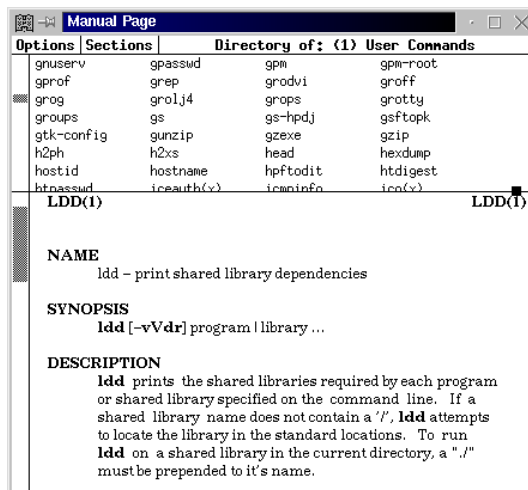 Manual Page
Options Sections Directory of: (1) User Commands
gnuserv gpasswd gpm gpm-root
gprof grep grodvi groff
grog grolj4 grops grotty
groups gs gs-hpdj gsftopk
gtk-config gunzip gzexe gzip
h2ph h2xs head hexdump
hostid hostname hpftodit htdigest
htpasswd iceauth(x) icmpinfo ico(x)
LDD(1) LDD(1)
NAME
ldd – print shared library dependencies
SYNOPSIS
ldd [–vVdr] program | library ...
DESCRIPTION
ldd prints the shared libraries required by each program
or shared library specified on the command line. If a
shared library name does not contain a '/', ldd attempts
to locate the library in the standard locations. To run
ldd on a shared library in the current directory, a "./"
must be prepended to it's name.